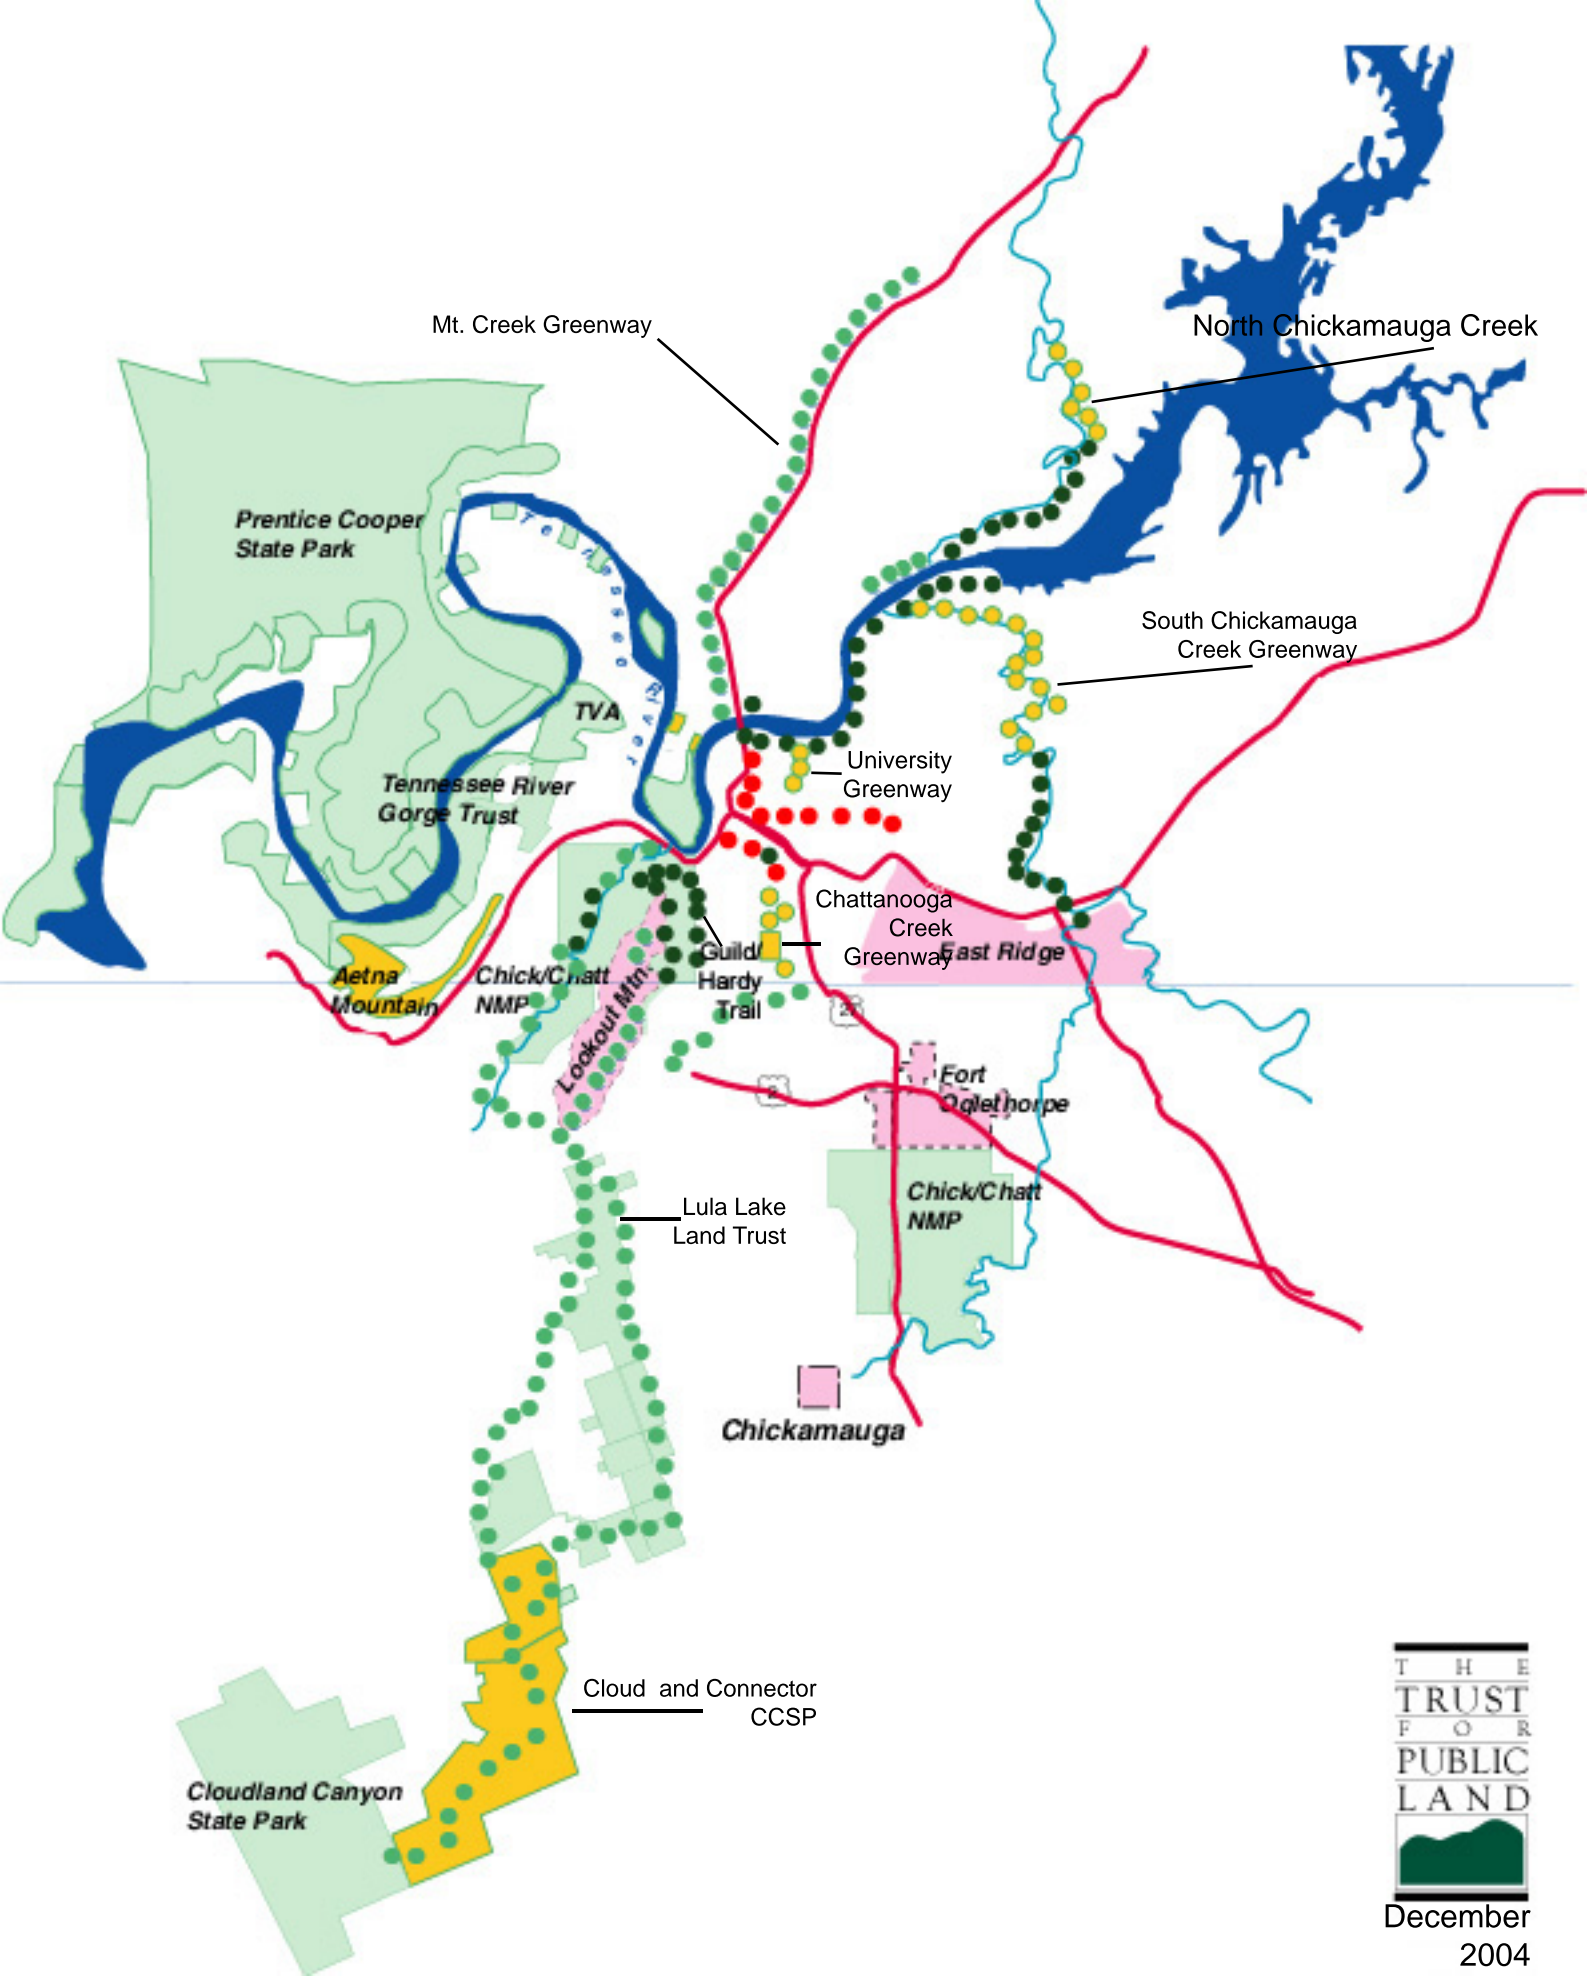 Mt. Creek Greenway
North Chickamauga Creek
Prentice Cooper
State Park
Tennessee River
South Chickamauga
Creek Greenway
TVA
University
Greenway
Tennessee River
Gorge Trust
Chattanooga
Creek
Greenway
East Ridge
Guild/
Hardy
Trail
Aetna
Mountain
Chick/Chatt
NMP
Lookout Mtn.
2
Fort
Oglethorpe
Chick/Chatt
NMP
Lula Lake
Land Trust
Chickamauga
Cloud and Connector
CCSP
Cloudland Canyon
State Park
THE
TRUST
FOR
PUBLIC
LAND
December
2004